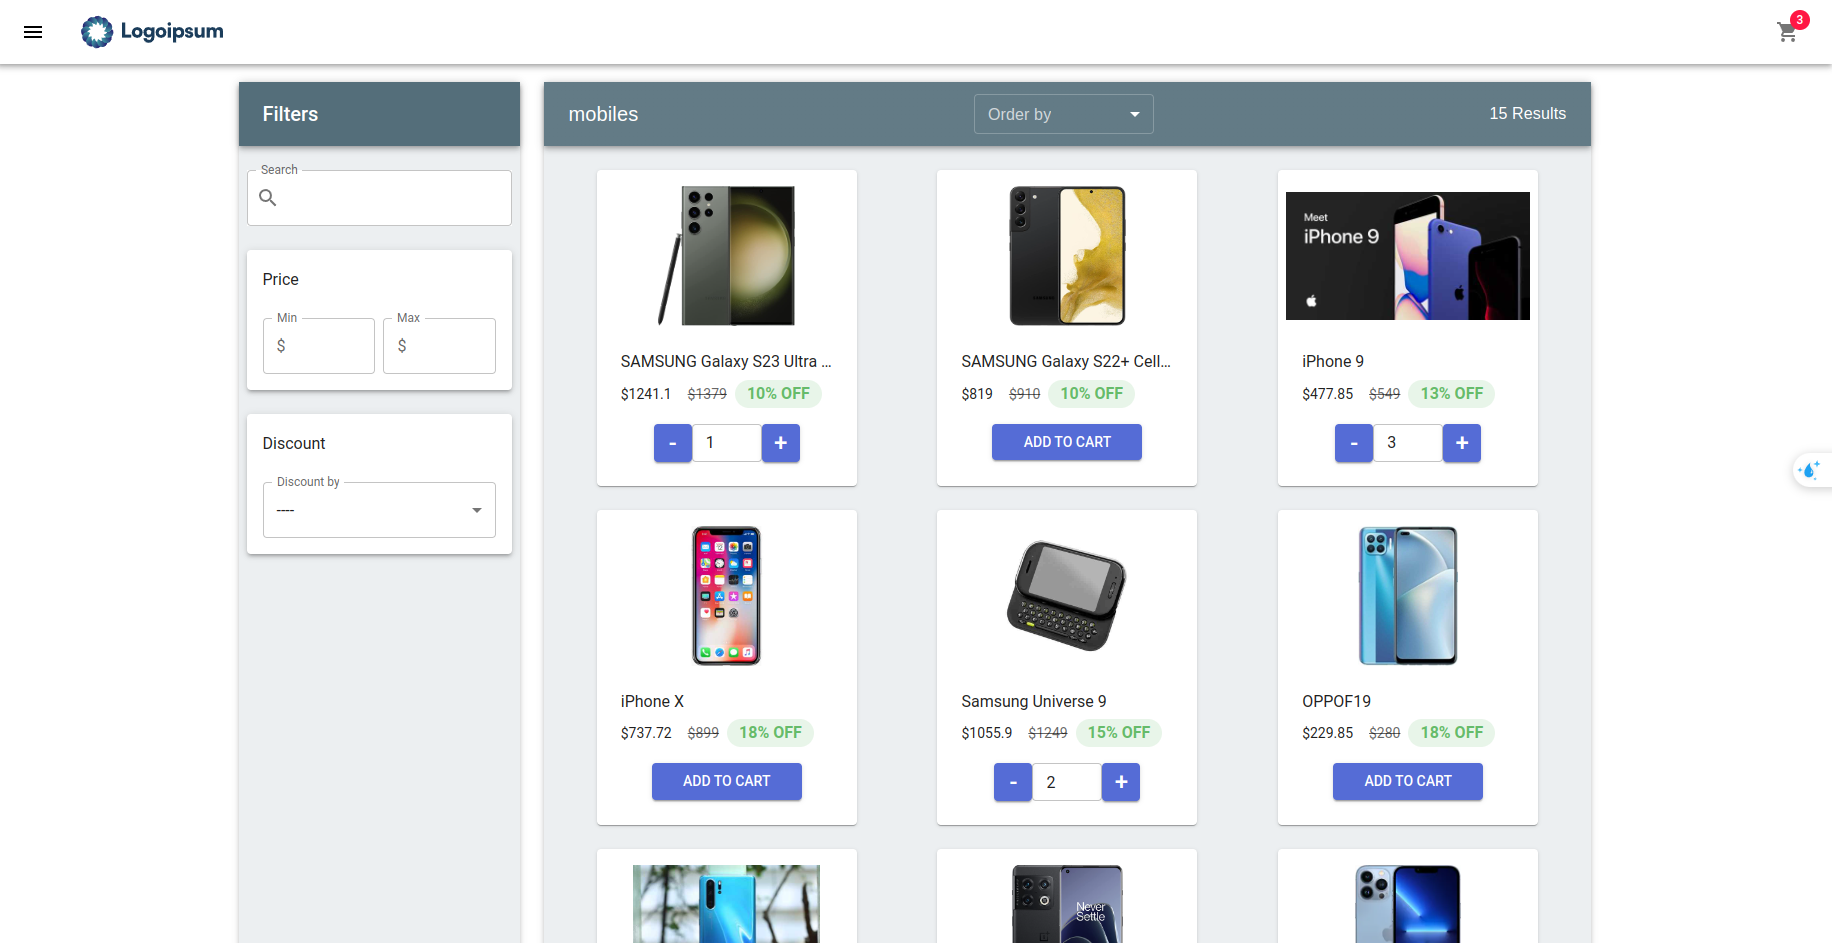 Logoipsum
3
Filters
mobiles
Order by
15 Results
Search
Price
Min
$
Max
$
Discount
Discount by
----
SAMSUNG Galaxy S23 Ultra ...
$1241.1 $1379 10% OFF
- 1 +
SAMSUNG Galaxy S22+ Cell...
$819 $910 10% OFF
ADD TO CART
Meet
iPhone 9
iPhone 9
$477.85 $549 13% OFF
- 3 +
iPhone X
$737.72 $899 18% OFF
ADD TO CART
Samsung Universe 9
$1055.9 $1249 15% OFF
- 2 +
OPPOF19
$229.85 $280 18% OFF
ADD TO CART
Never
Settle